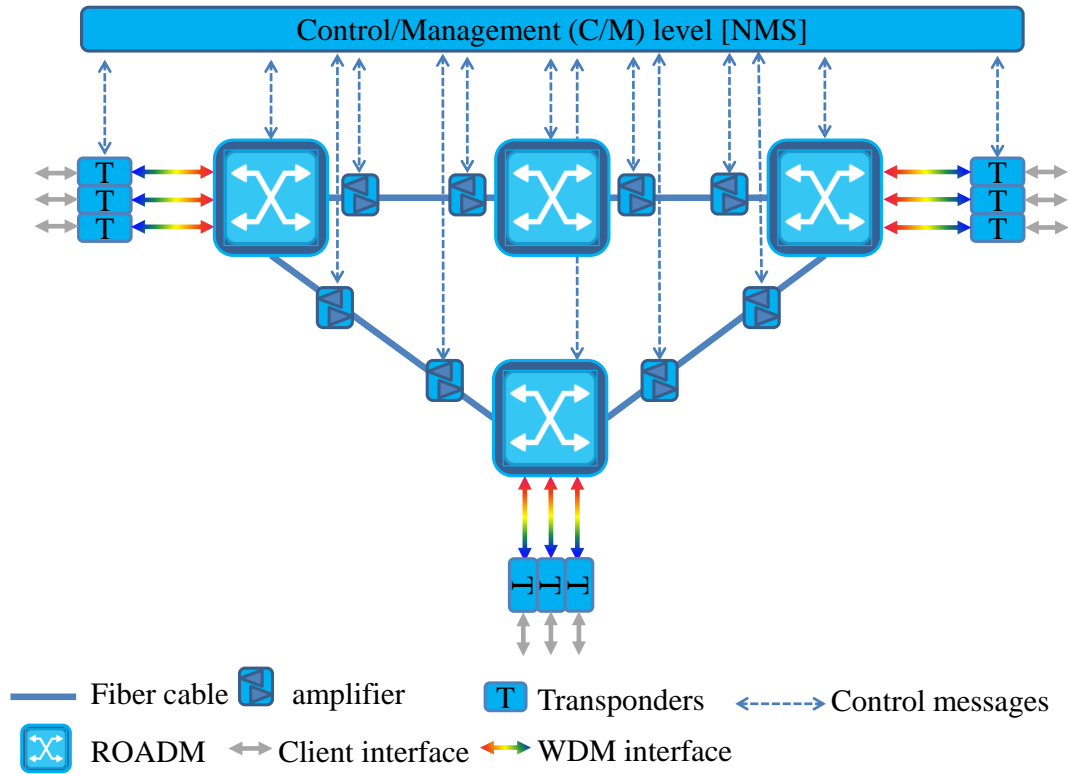 Control/Management (C/M) level [NMS]
T
T
T
T
T
T
T
T
T
Fiber cable
amplifier
T
Transponders
Control messages
ROADM
Client interface
WDM interface